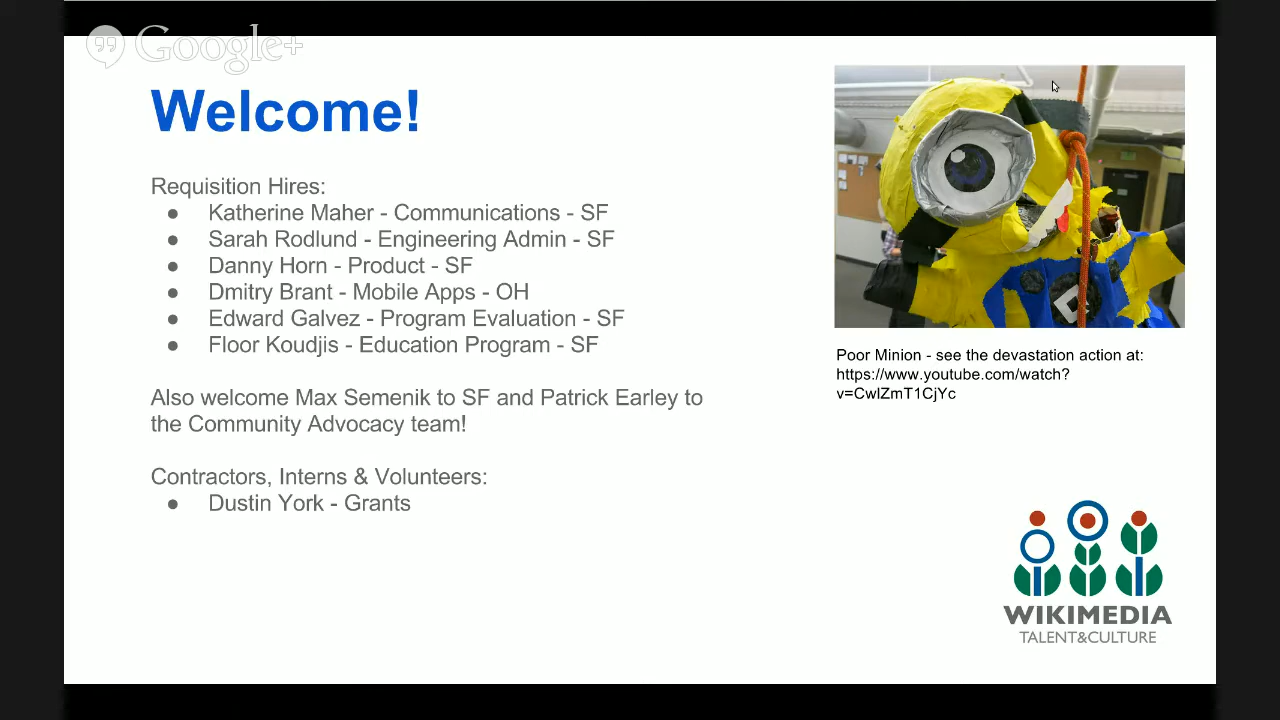 Google+
Welcome!
Requisition Hires:
● Katherine Maher - Communications - SF
● Sarah Rodlund - Engineering Admin - SF
● Danny Horn - Product - SF
● Dmitry Brant - Mobile Apps - OH
● Edward Galvez - Program Evaluation - SF
● Floor Koudjis - Education Program - SF
Also welcome Max Semenik to SF and Patrick Earley to
the Community Advocacy team!
Contractors, Interns & Volunteers:
● Dustin York - Grants
Poor Minion - see the devastation action at:
https://www.youtube.com/watch?
v=CwlZmT1CjYc
WIKIMEDIA
TALENT&CULTURE